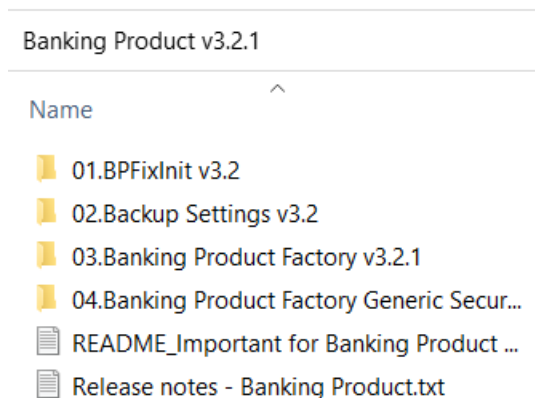 Banking Product v3.2.1
Name
01.BPFixInit v3.2
02.Backup Settings v3.2
03.Banking Product Factory v3.2.1
04.Banking Product Factory Generic Secur...
README_Important for Banking Product ...
Release notes - Banking Product.txt